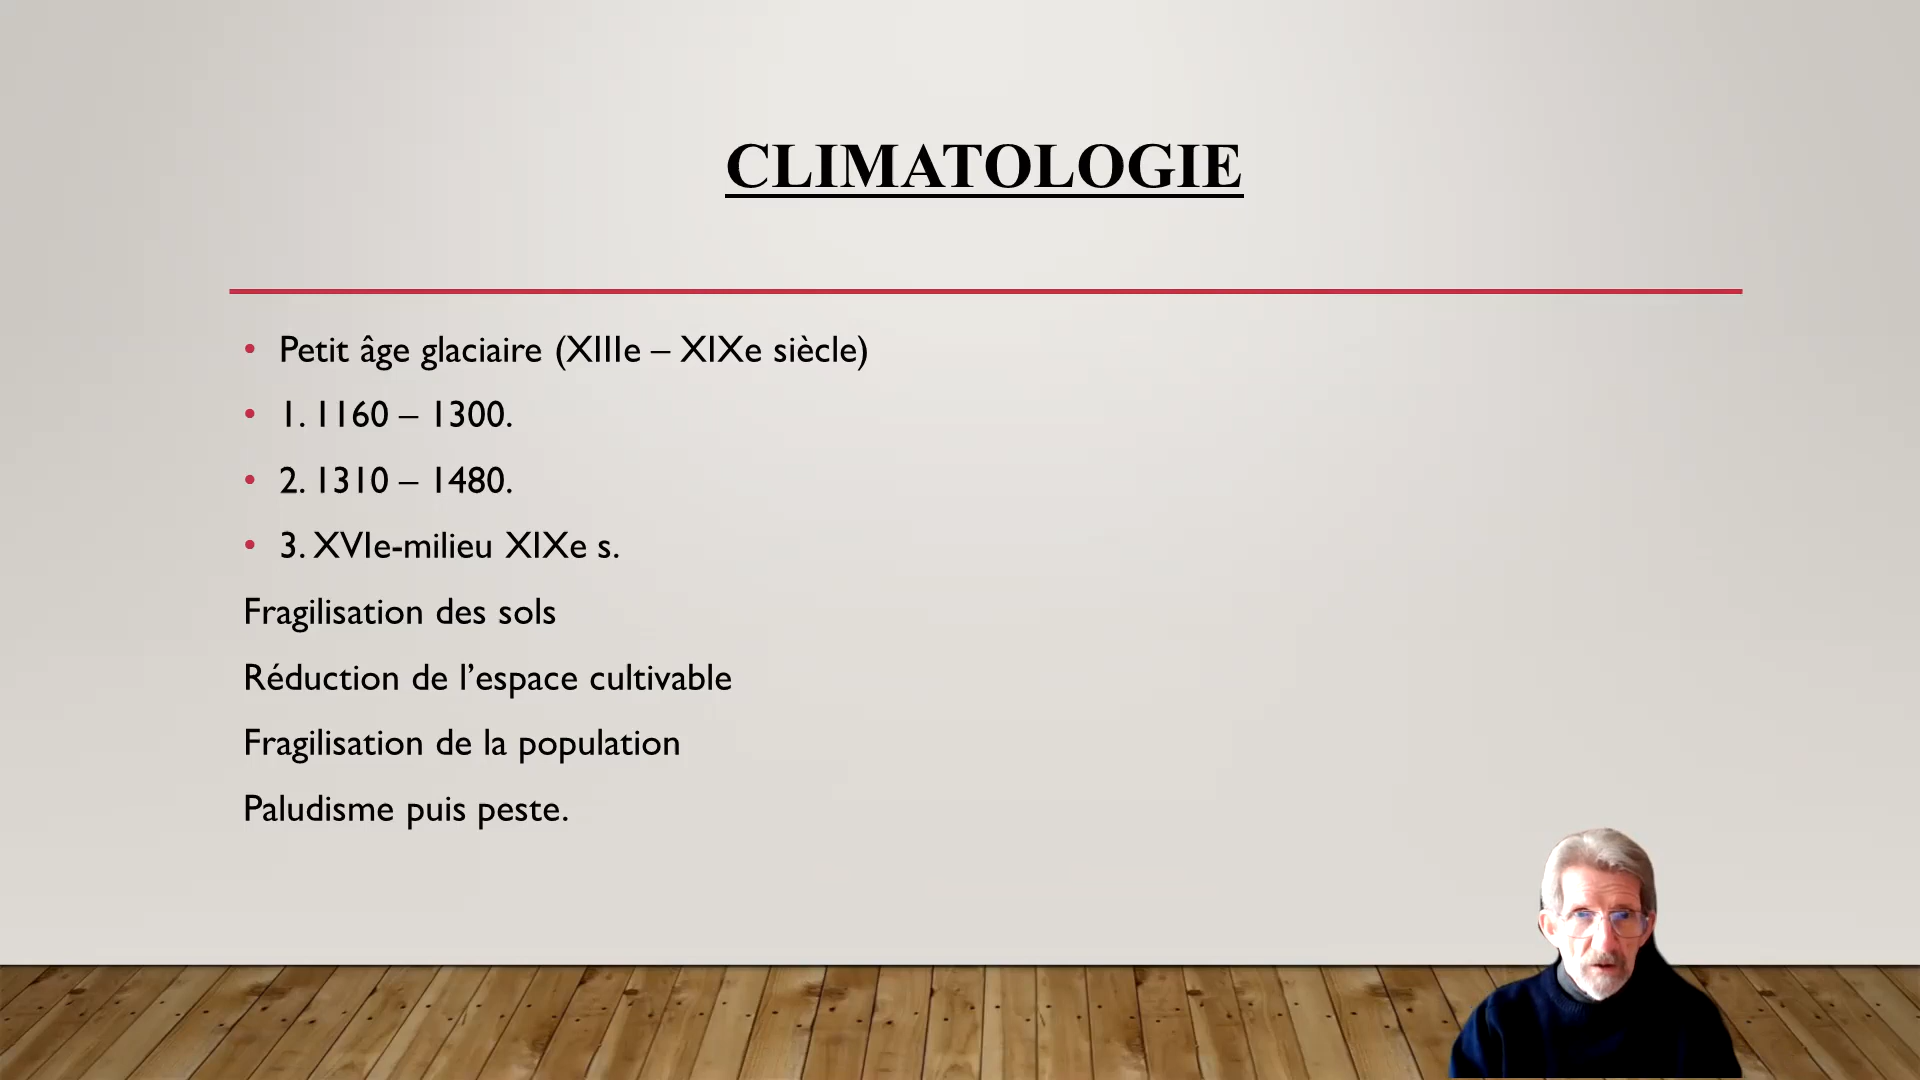 CLIMATOLOGIE
• Petit âge glaciaire (XIIIe – XIXe siècle)
• 1. 1160 – 1300.
• 2. 1310 – 1480.
• 3. XVIe-milieu XIXe s.
Fragilisation des sols
Réduction de l’espace cultivable
Fragilisation de la population
Paludisme puis peste.